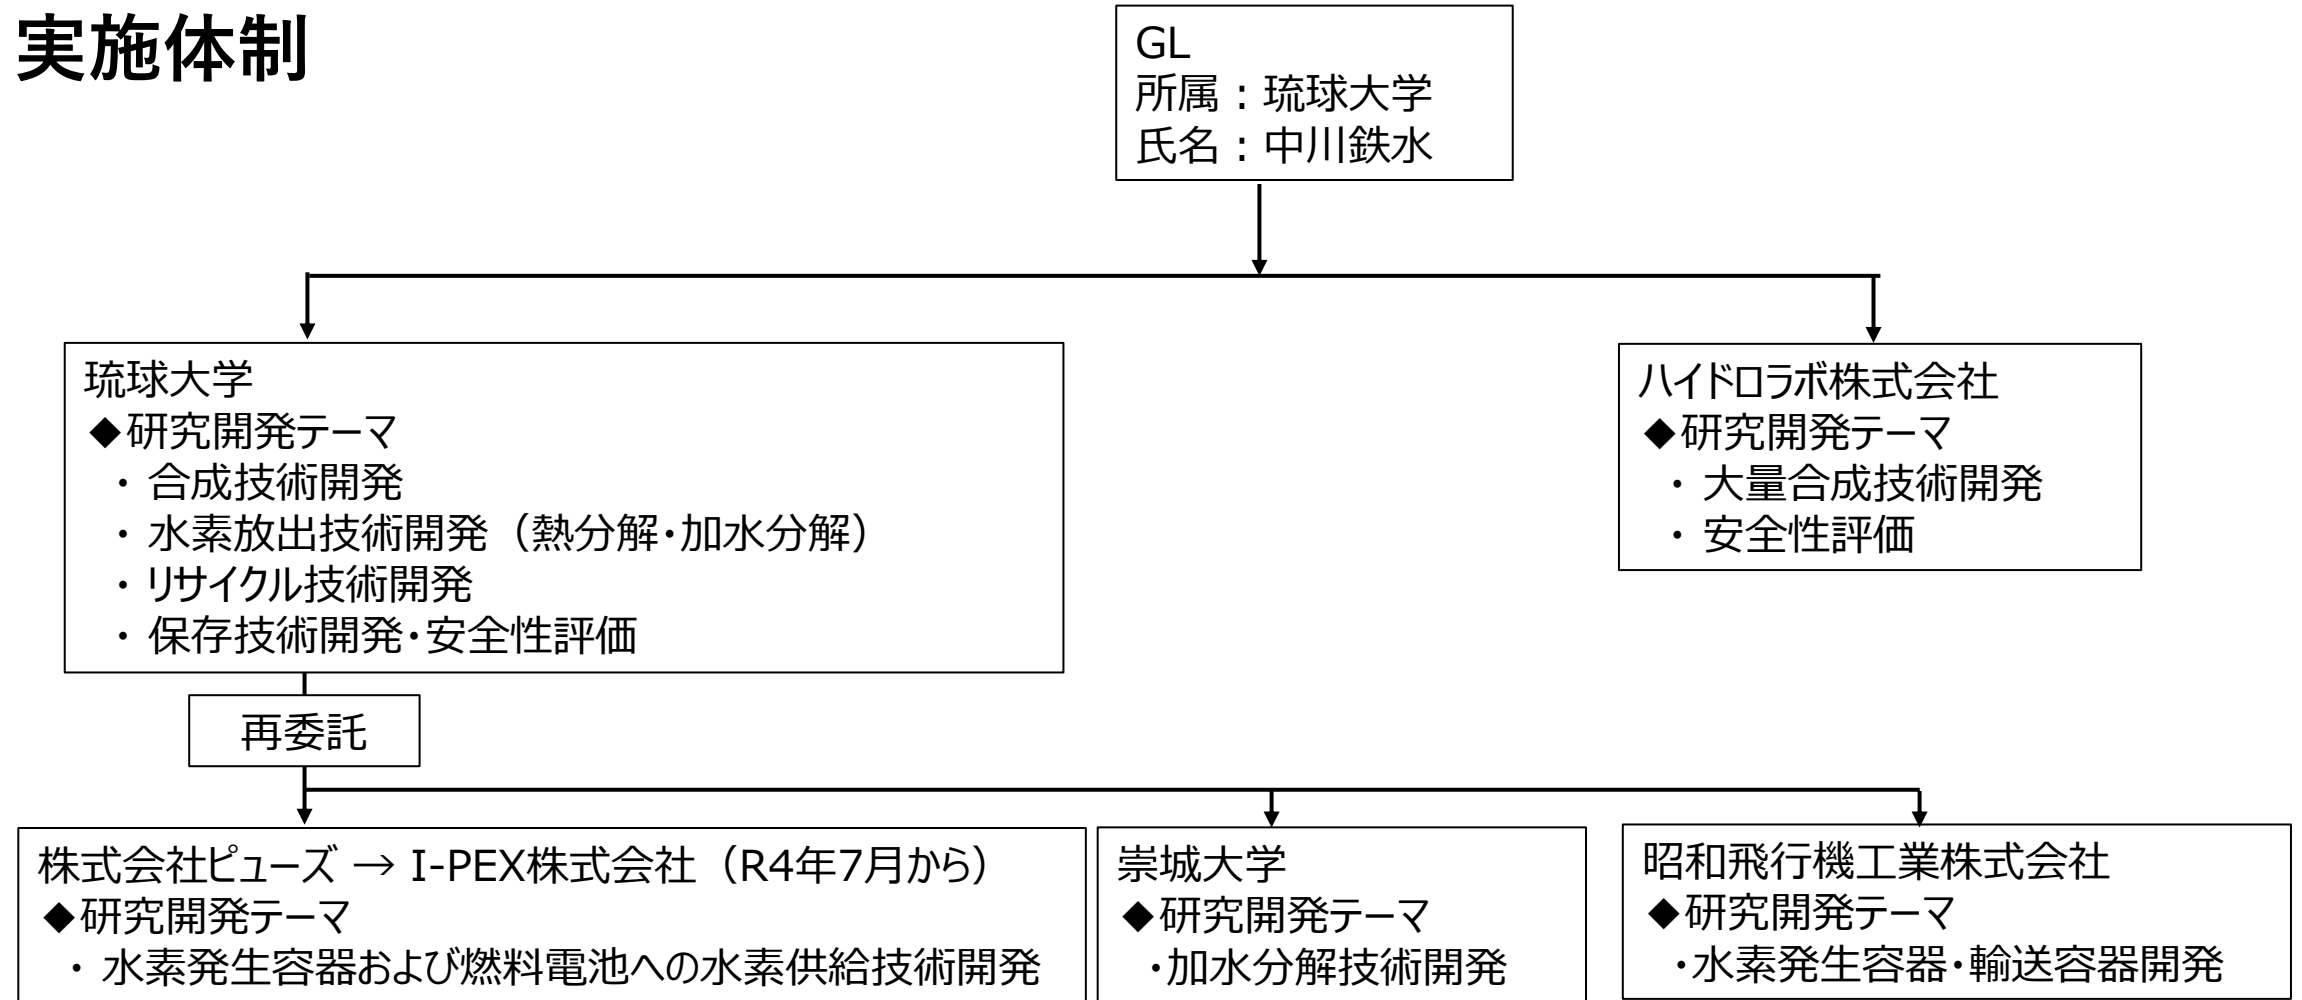 実施体制
GL
所属：琉球大学
氏名：中川鉄水
琉球大学
◆研究開発テーマ
・ 合成技術開発
・ 水素放出技術開発（熱分解・加水分解）
・ リサイクル技術開発
・ 保存技術開発・安全性評価
ハイドロラボ株式会社
◆研究開発テーマ
・ 大量合成技術開発
・ 安全性評価
再委託
株式会社ピューズ → I-PEX株式会社（R4年7月から）
◆研究開発テーマ
・ 水素発生容器および燃料電池への水素供給技術開発
崇城大学
◆研究開発テーマ
・加水分解技術開発
昭和飛行機工業株式会社
◆研究開発テーマ
・水素発生容器・輸送容器開発